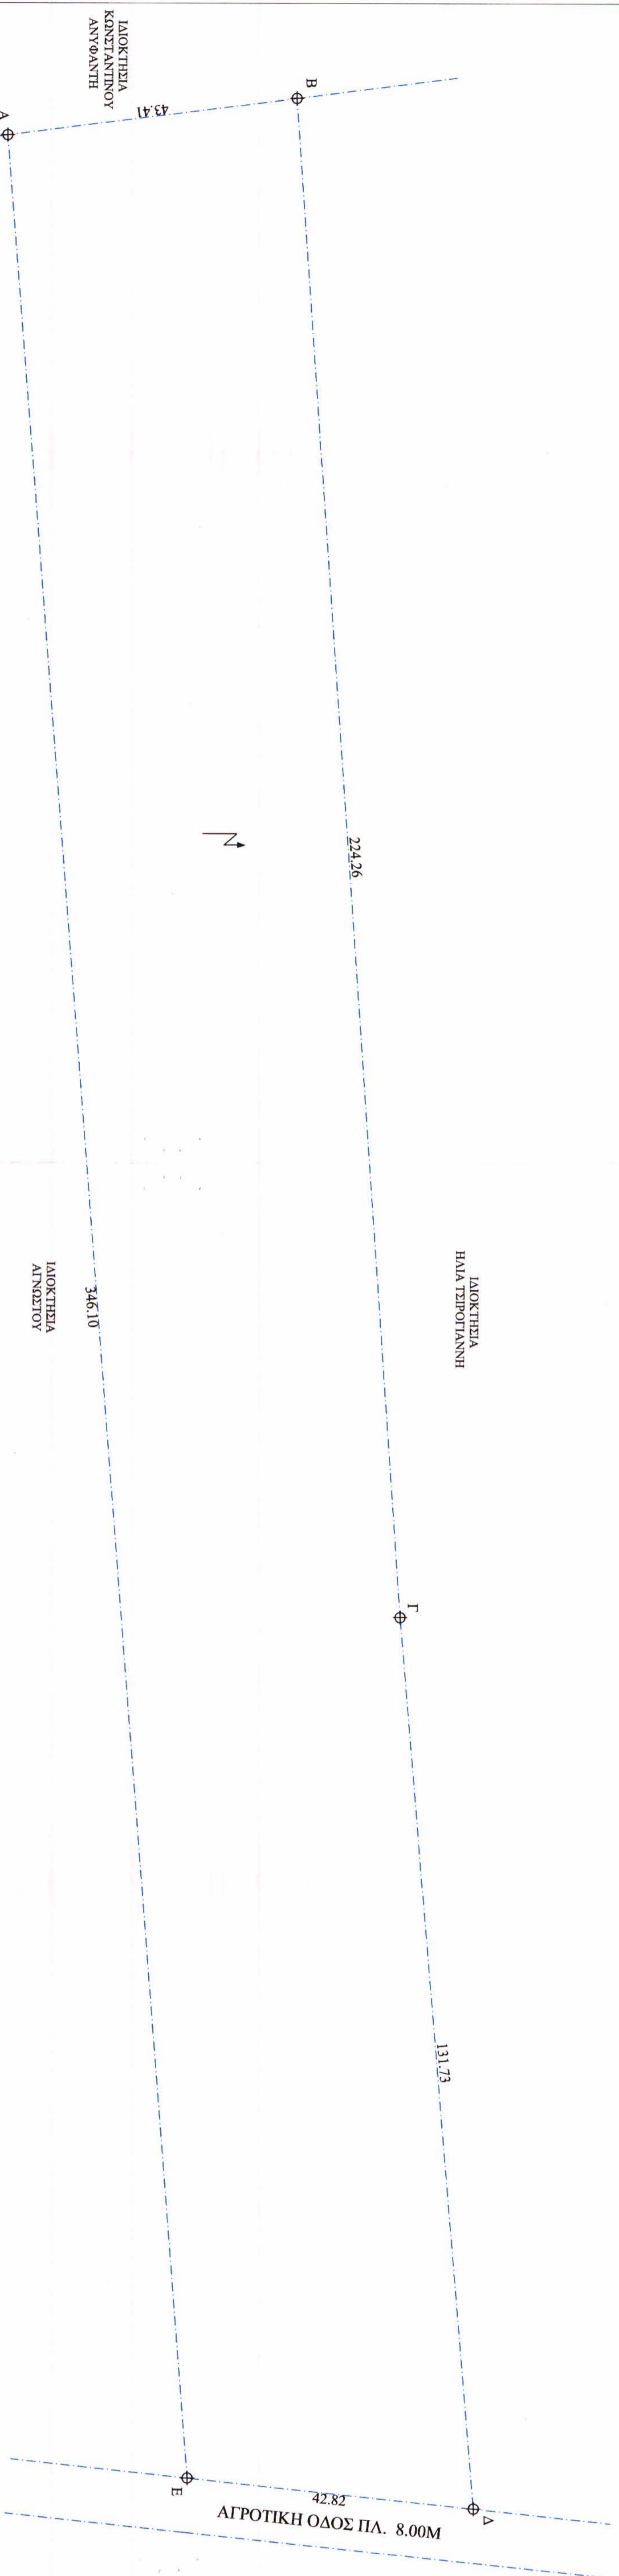 ΙΔΙΟΚΤΗΣΙΑ
ΚΩΝΣΤΑΝΤΙΝΟΥ
ΑΝΥΦΑΝΤΗ
Β
43.41
Α
224.26
ΙΔΙΟΚΤΗΣΙΑ
ΗΛΙΑ ΤΣΙΡΟΓΙΑΝΝΗ
346.10
ΙΔΙΟΚΤΗΣΙΑ
ΑΓΝΩΣΤΟΥ
Γ
131.73
Δ
Ε
42.82
ΑΓΡΟΤΙΚΗ ΟΔΟΣ ΠΛ. 8.00Μ